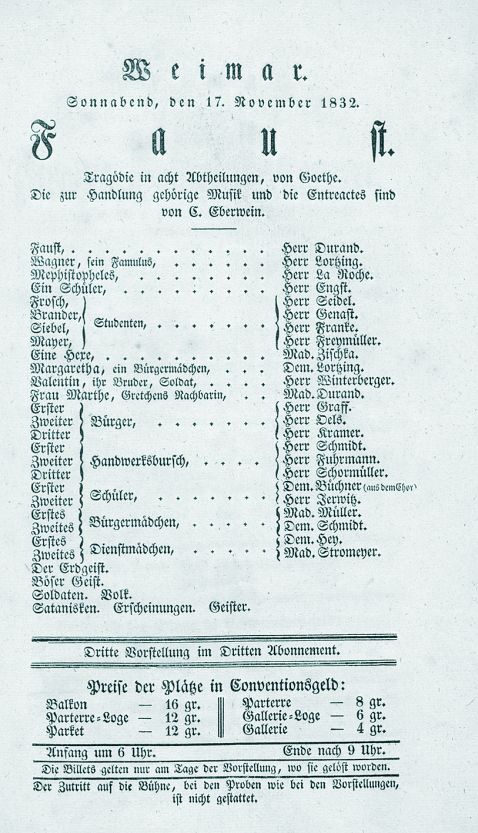 Weimar.
Sonnabend, den 17. November 1832.
Faust.
Tragödie in acht Abtheilungen, von Goethe.
Die zur Handlung gehörige Musik und die Entreactes sind
von C. Eberwein.
Faust, . . . . . . . . . . . . . Herr Durand.
Wagner, sein Famulus, . . . . . . . Herr Lortzing.
Mephistopheles, . . . . . . . . . Herr La Roche.
Ein Schüler, . . . . . . . . . . Herr Engst.
Frosch, Herr Seidel.
Brander, Herr Genast.
Studenten, . . . . . . .
Siebel, Herr Franke.
Mayer, Herr Freymüller.
Eine Hexe, . . . . . . . . . . . Mad. Zischka.
Margaretha, ein Bürgermädchen, . . . . Dem. Lortzing.
Valentin, ihr Bruder, Soldat, . . . . Herr Winterberger.
Frau Marthe, Gretchens Nachbarin, . . . Mad. Durand.
Erster Herr Graff.
Zweiter Bürger, . . . . . . . Herr Oels.
Dritter Herr Kramer.
Erster Herr Schmidt.
Zweiter Handwerksbursch, . . . . Herr Fuhrmann.
Dritter Herr Schormüller.
Erster Dem. Büchner (aus dem Chor)
Schüler, . . . . . . .
Zweiter Herr Jerwitz.
Erstes Mad. Müller.
Bürgermädchen, . . . . .
Zweites Dem. Schmidt.
Erstes Dem. Hey.
Dienstmädchen, . . . . .
Zweites Mad. Stromeyer.
Der Erdgeist.
Böser Geist.
Soldaten. Volk.
Satanisken. Erscheinungen. Geister.
Dritte Vorstellung im Dritten Abonnement.
Preise der Plätze in Conventionsgeld:
Balkon — 16 gr. Parterre — 8 gr.
Parterre-Loge — 12 gr. Gallerie-Loge — 6 gr.
Parket — 12 gr. Gallerie — 4 gr.
Anfang um 6 Uhr. Ende nach 9 Uhr.
Die Billets gelten nur am Tage der Vorstellung, wo sie gelöst worden.
Der Zutritt auf die Bühne, bei den Proben wie bei den Vorstellungen,
ist nicht gestattet.